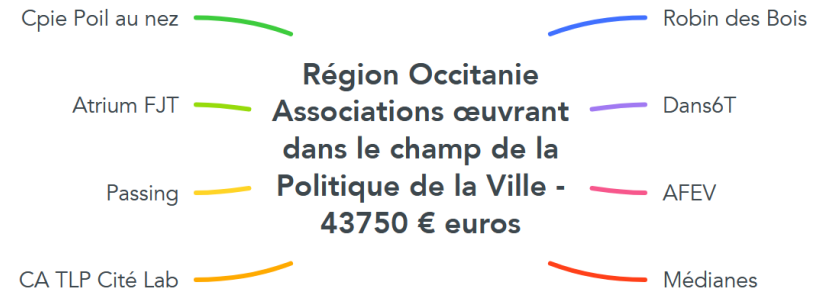 Cpie Poil au nez
Robin des Bois
Région Occitanie
Associations œuvrant
dans le champ de la
Politique de la Ville -
43750 € euros
Atrium FJT
Dans6T
Passing
AFEV
CA TLP Cité Lab
Médianes